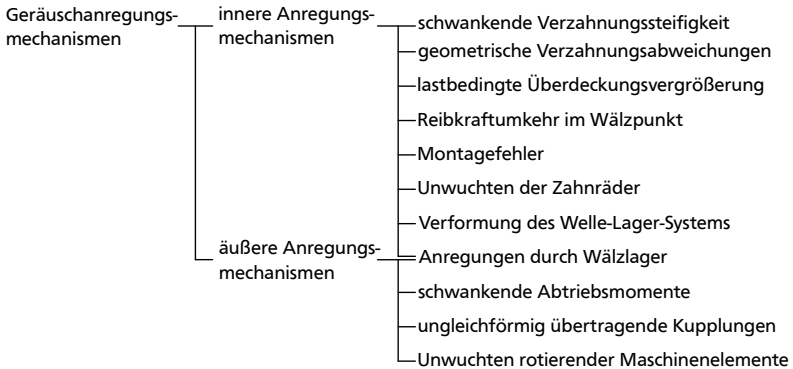 Geräuschanregungs-
mechanismen
innere Anregungs-
mechanismen
schwankende Verzahnungssteifigkeit
geometrische Verzahnungsabweichungen
lastbedingte Überdeckungsvergrößerung
Reibkraftumkehr im Wälzpunkt
Montagefehler
Unwuchten der Zahnräder
Verformung des Welle-Lager-Systems
äußere Anregungs-
mechanismen
Anregungen durch Wälzlager
schwankende Abtriebsmomente
ungleichförmig übertragende Kupplungen
Unwuchten rotierender Maschinenelemente